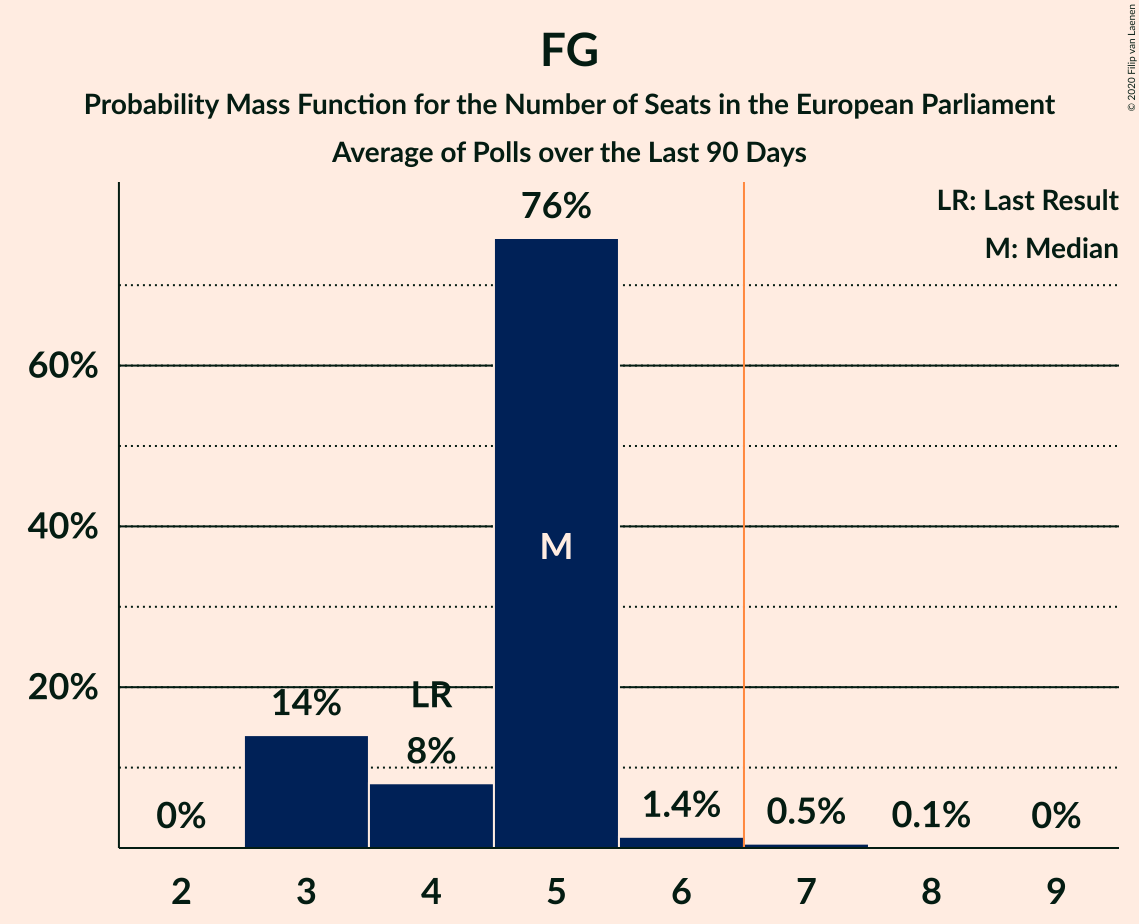 FG
Probability Mass Function for the Number of Seats in the European Parliament
Average of Polls over the Last 90 Days
© 2020 Filip van Laenen
LR: Last Result
M: Median
76%
60%
40%
20%
M
14%
LR
8%
0%
1.4%
0.5%
0.1%
0%
2 3 4 5 6 7 8 9